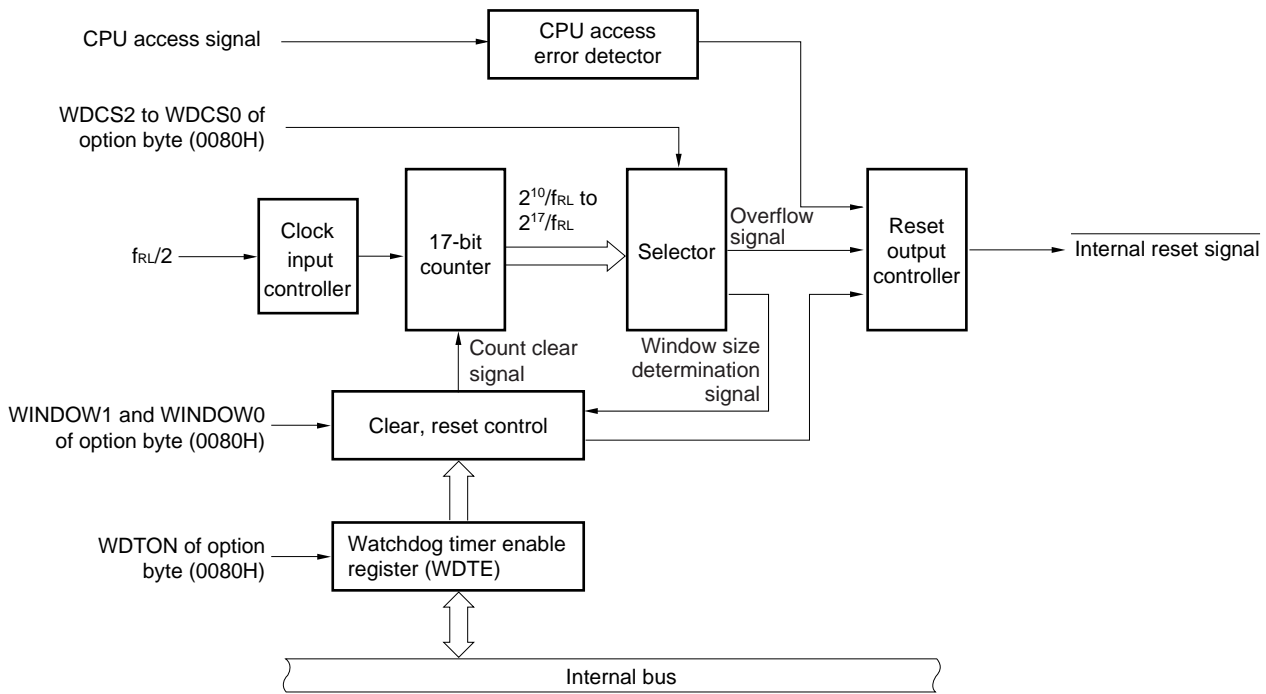 CPU access signal
CPU access
error detector
WDCS2 to WDCS0 of
option byte (0080H)
fRL/2
Clock
input
controller
17-bit
counter
2¹⁰/fRL to
2¹⁷/fRL
Selector
Overflow
signal
Reset
output
controller
Internal reset signal
Count clear
signal
Window size
determination
signal
WINDOW1 and WINDOW0
of option byte (0080H)
Clear, reset control
WDTON of option
byte (0080H)
Watchdog timer enable
register (WDTE)
Internal bus